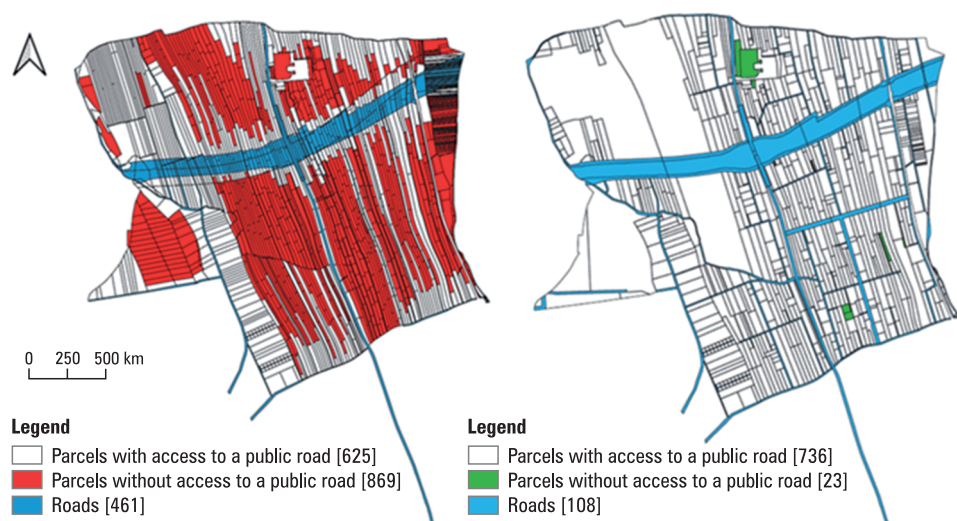 0 250 500 km
Legend
Parcels with access to a public road [625]
Parcels without access to a public road [869]
Roads [461]
Legend
Parcels with access to a public road [736]
Parcels without access to a public road [23]
Roads [108]